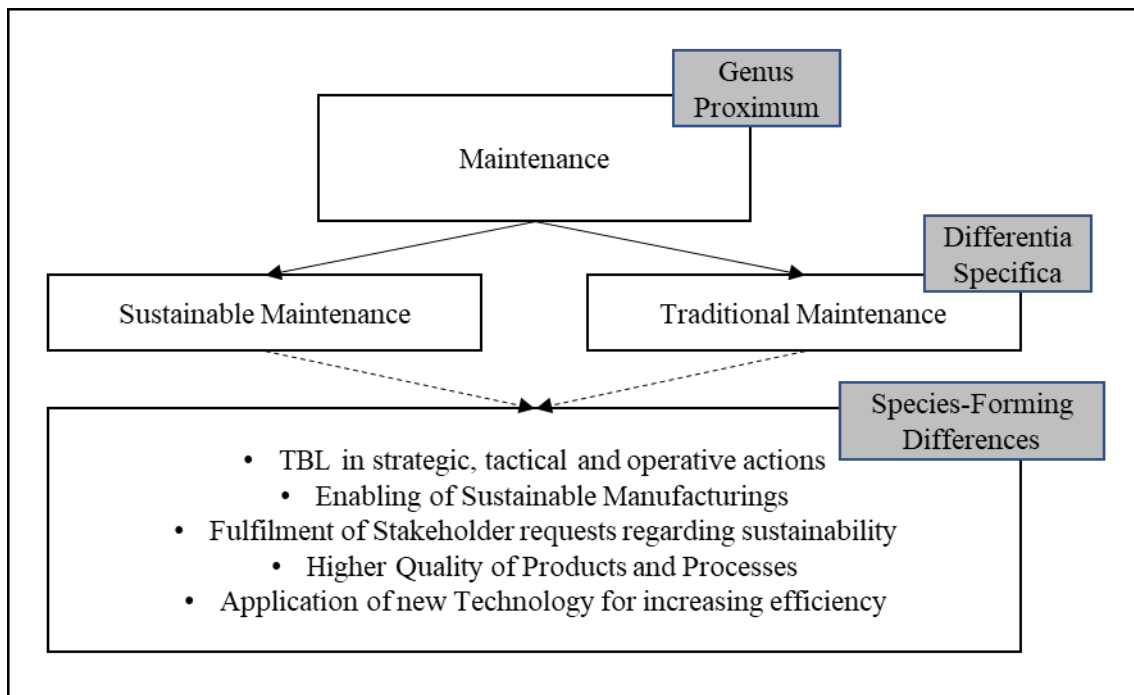 Genus
Proximum
Maintenance
Differentia
Specifica
Sustainable Maintenance
Traditional Maintenance
Species-Forming
Differences
• TBL in strategic, tactical and operative actions
• Enabling of Sustainable Manufacturings
• Fulfilment of Stakeholder requests regarding sustainability
• Higher Quality of Products and Processes
• Application of new Technology for increasing efficiency